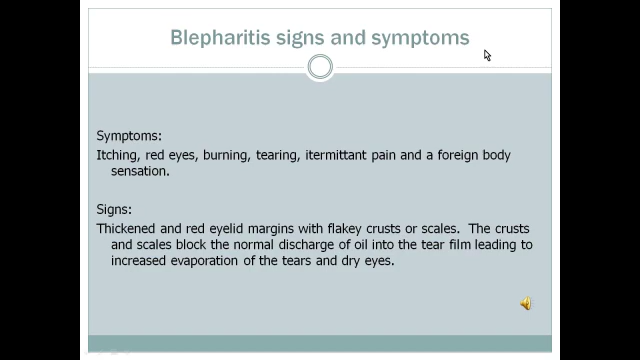 Blepharitis signs and symptoms
Symptoms:
Itching, red eyes, burning, tearing, itermittant pain and a foreign body
sensation.
Signs:
Thickened and red eyelid margins with flakey crusts or scales. The crusts
and scales block the normal discharge of oil into the tear film leading to
increased evaporation of the tears and dry eyes.